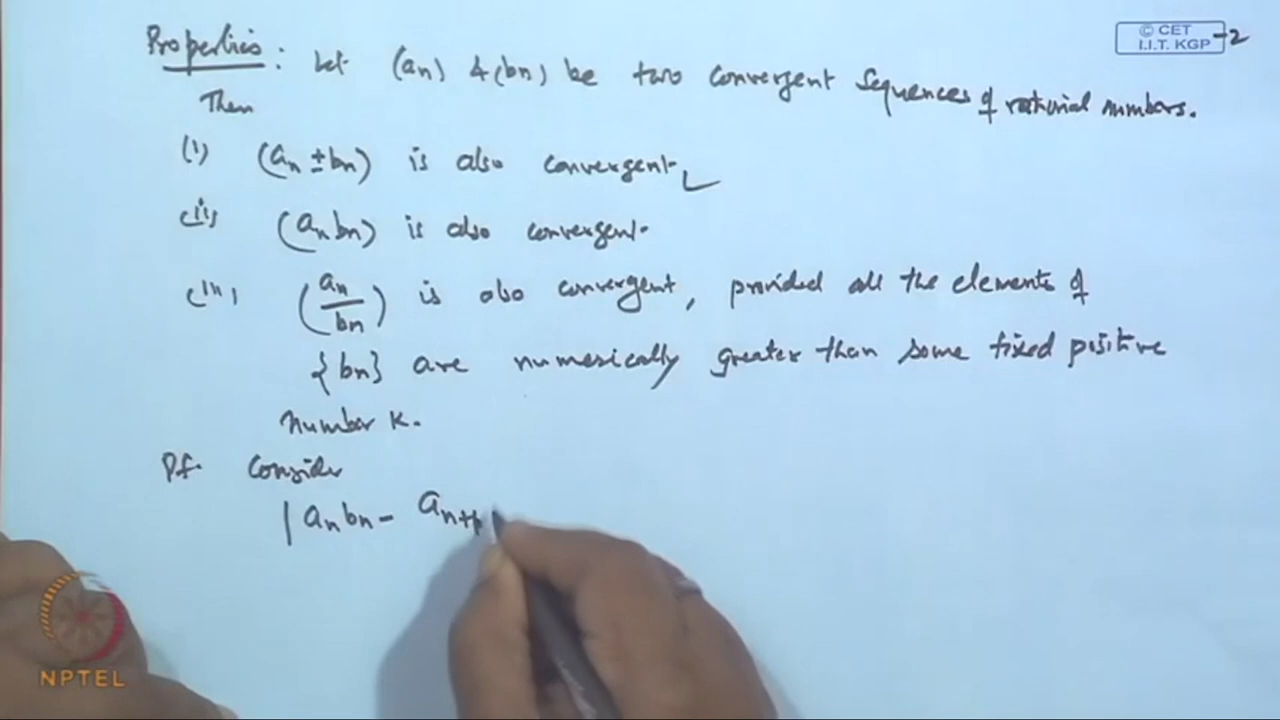 © CET
I.I.T. KGP -2
Properties : Let (an) & (bn) be two convergent sequences of rational numbers.
Then
(i) (an ± bn) is also convergent.
(ii) (an bn) is also convergent.
(iii) (an/bn) is also convergent, provided all the elements of
{bn} are numerically greater than some fixed positive
number K.
Pf. Consider
| an bn - an+p
NPTEL